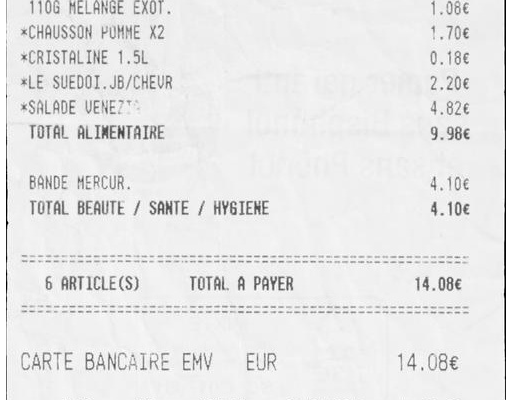 110G MELANGE EXOT. 1.08€
*CHAUSSON POMME X2 1.70€
*CRISTALINE 1.5L 0.18€
*LE SUEDOI.JB/CHEVR 2.20€
*SALADE VENEZIA 4.82€
TOTAL ALIMENTAIRE 9.98€
BANDE MERCUR. 4.10€
TOTAL BEAUTE / SANTE / HYGIENE 4.10€
6 ARTICLE(S) TOTAL A PAYER 14.08€
CARTE BANCAIRE EMV EUR 14.08€